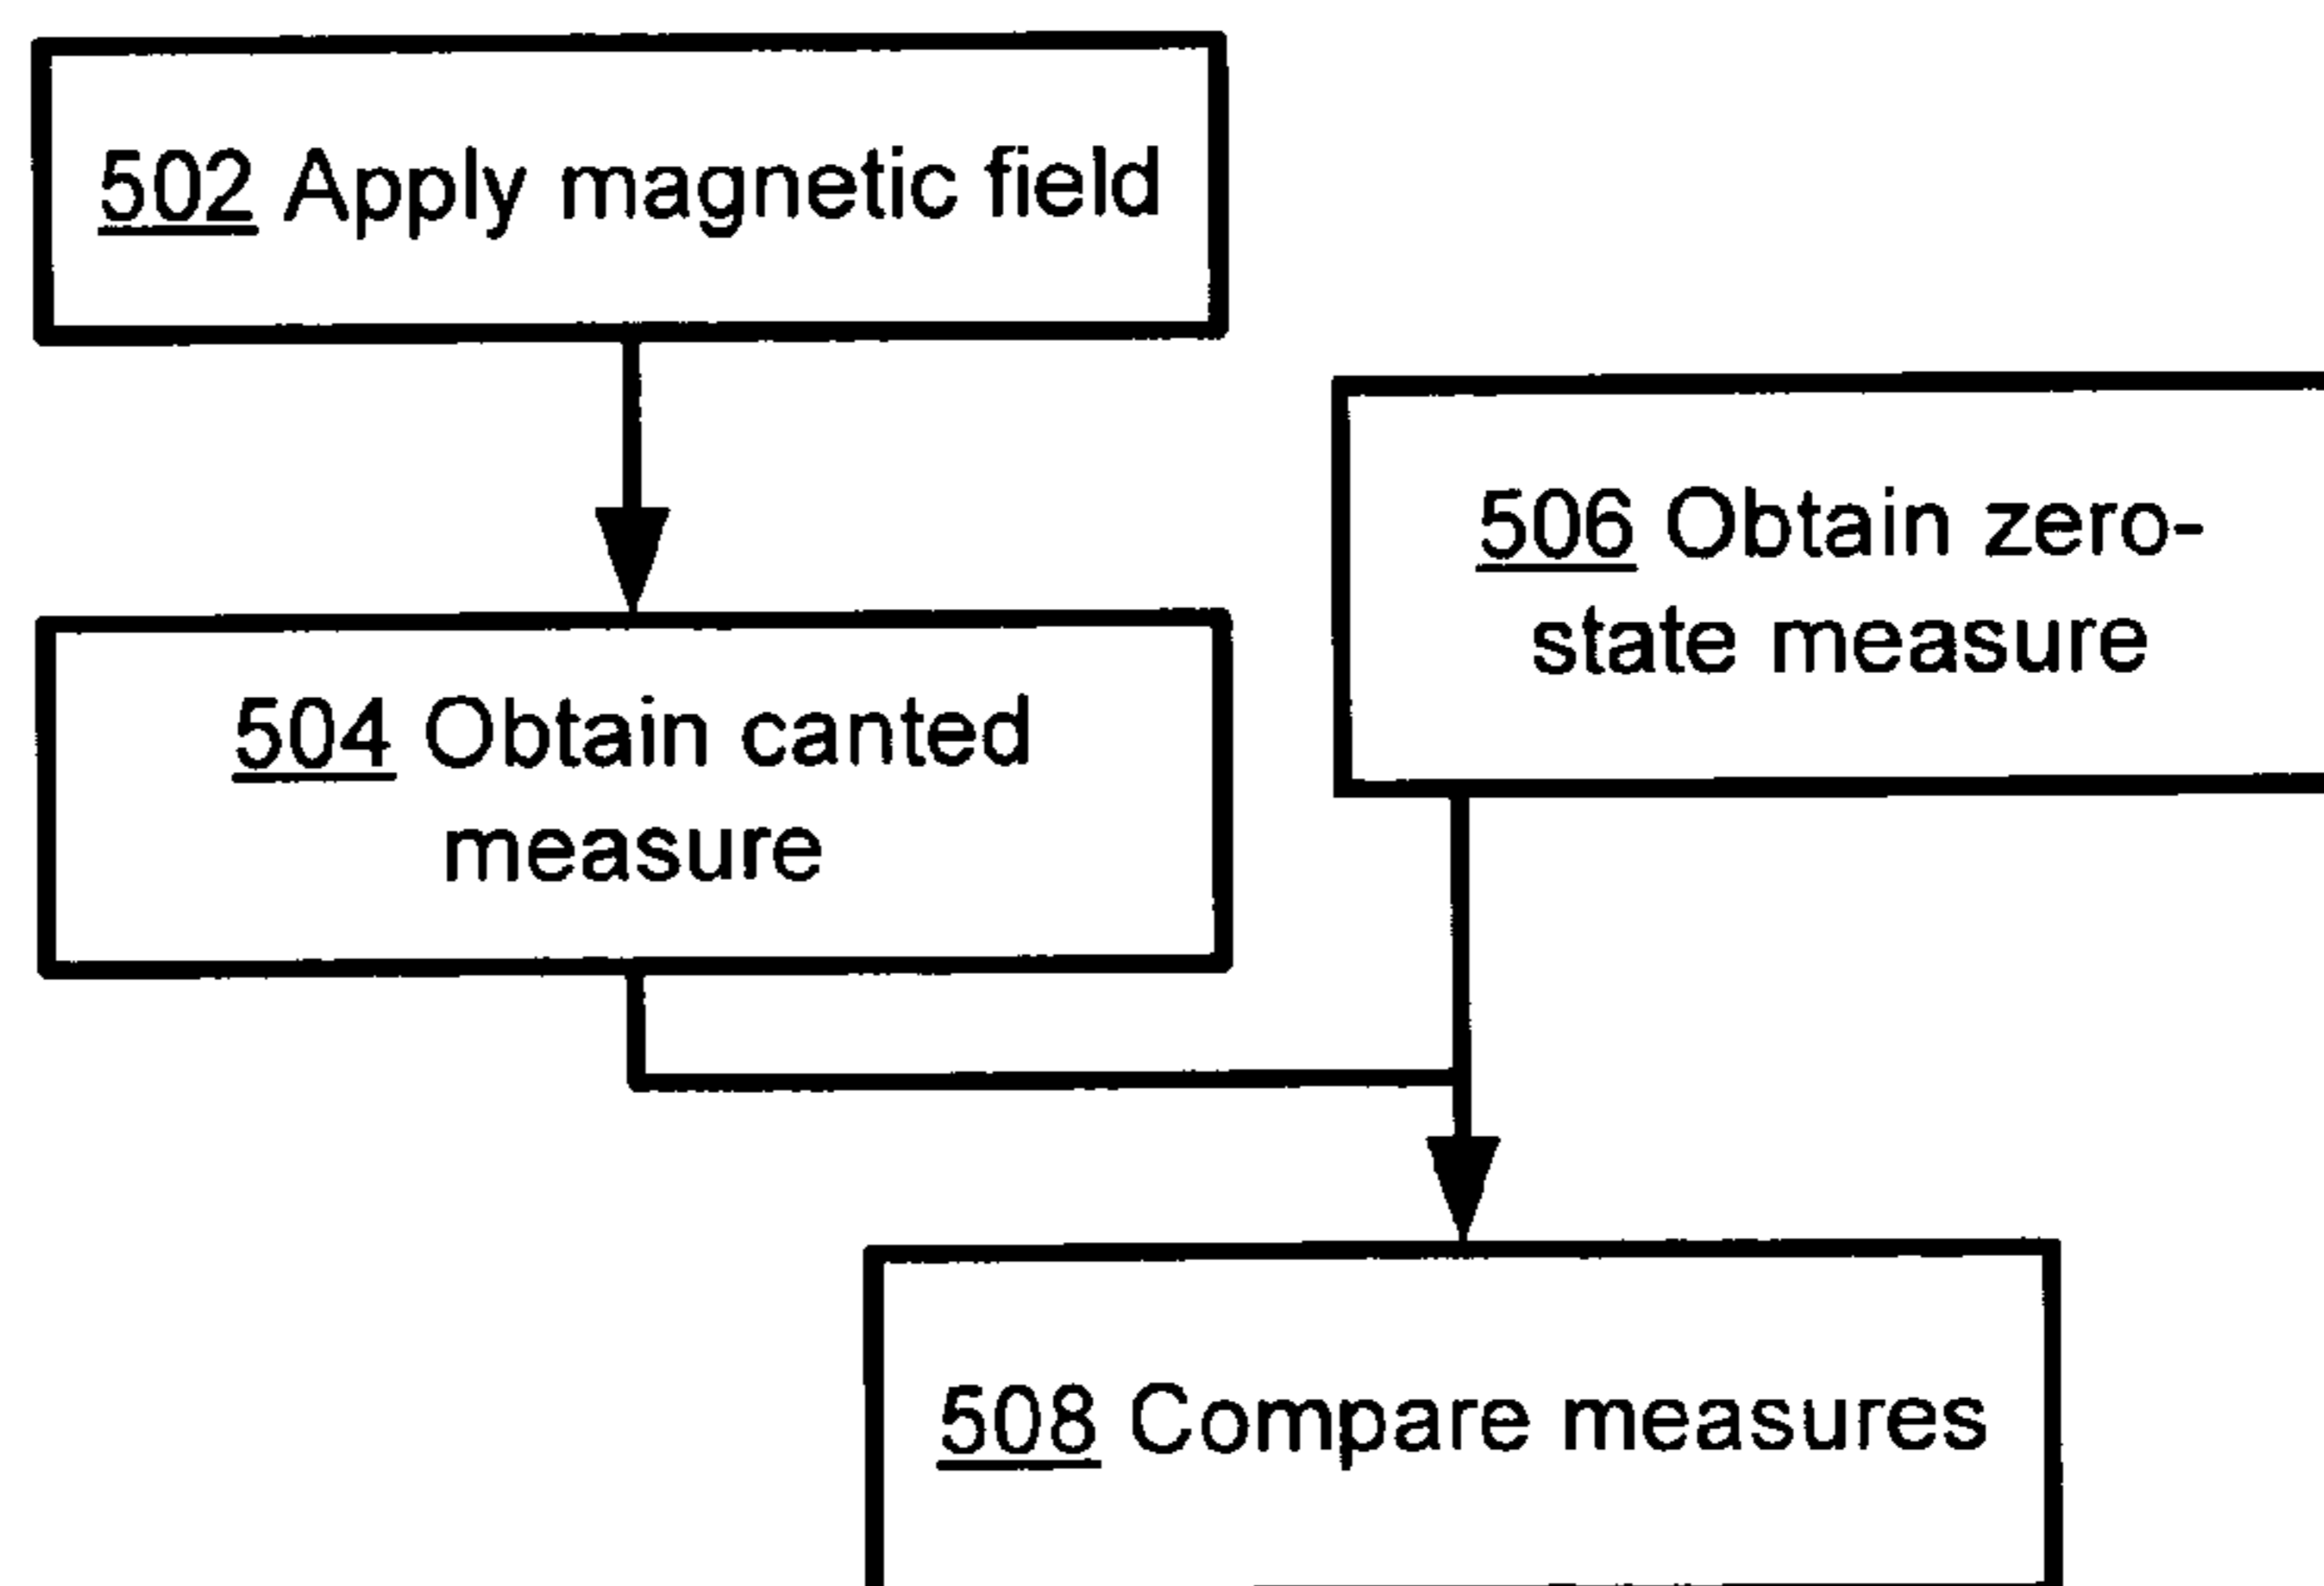 502 Apply magnetic field
506 Obtain zero-
state measure
504 Obtain canted
measure
508 Compare measures